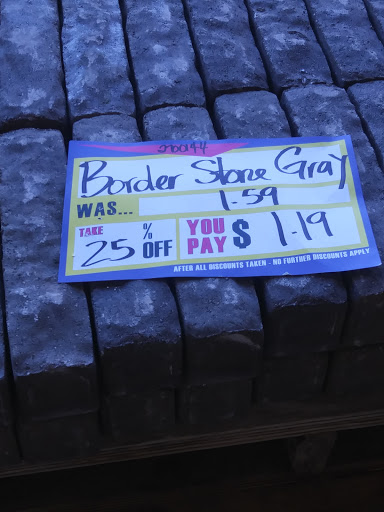 270144
Border Stone Gray
WAS... 1.59
TAKE 25 % OFF
YOU PAY $ 1.19
AFTER ALL DISCOUNTS TAKEN - NO FURTHER DISCOUNTS APPLY